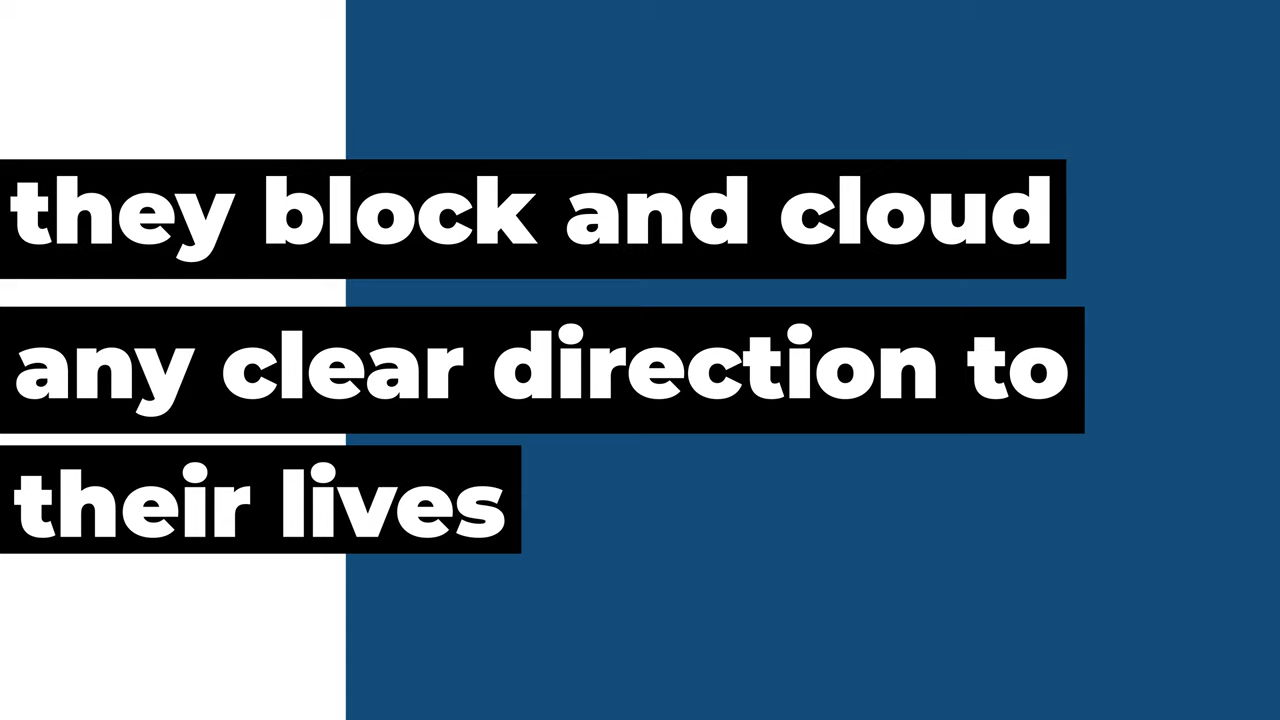 they block and cloud
any clear direction to
their lives